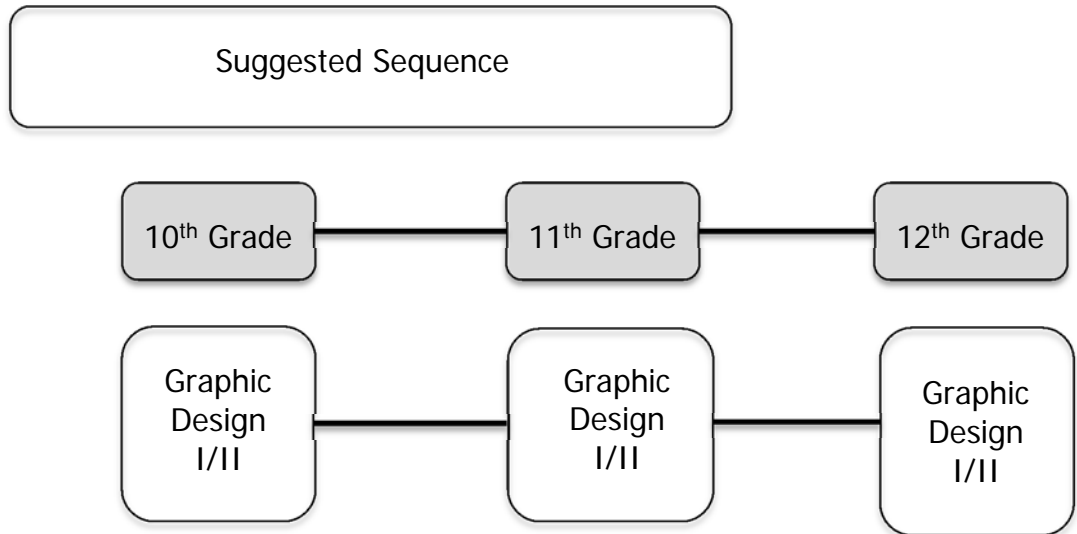 Suggested Sequence
10th Grade
11th Grade
12th Grade
Graphic
Design
I/II
Graphic
Design
I/II
Graphic
Design
I/II